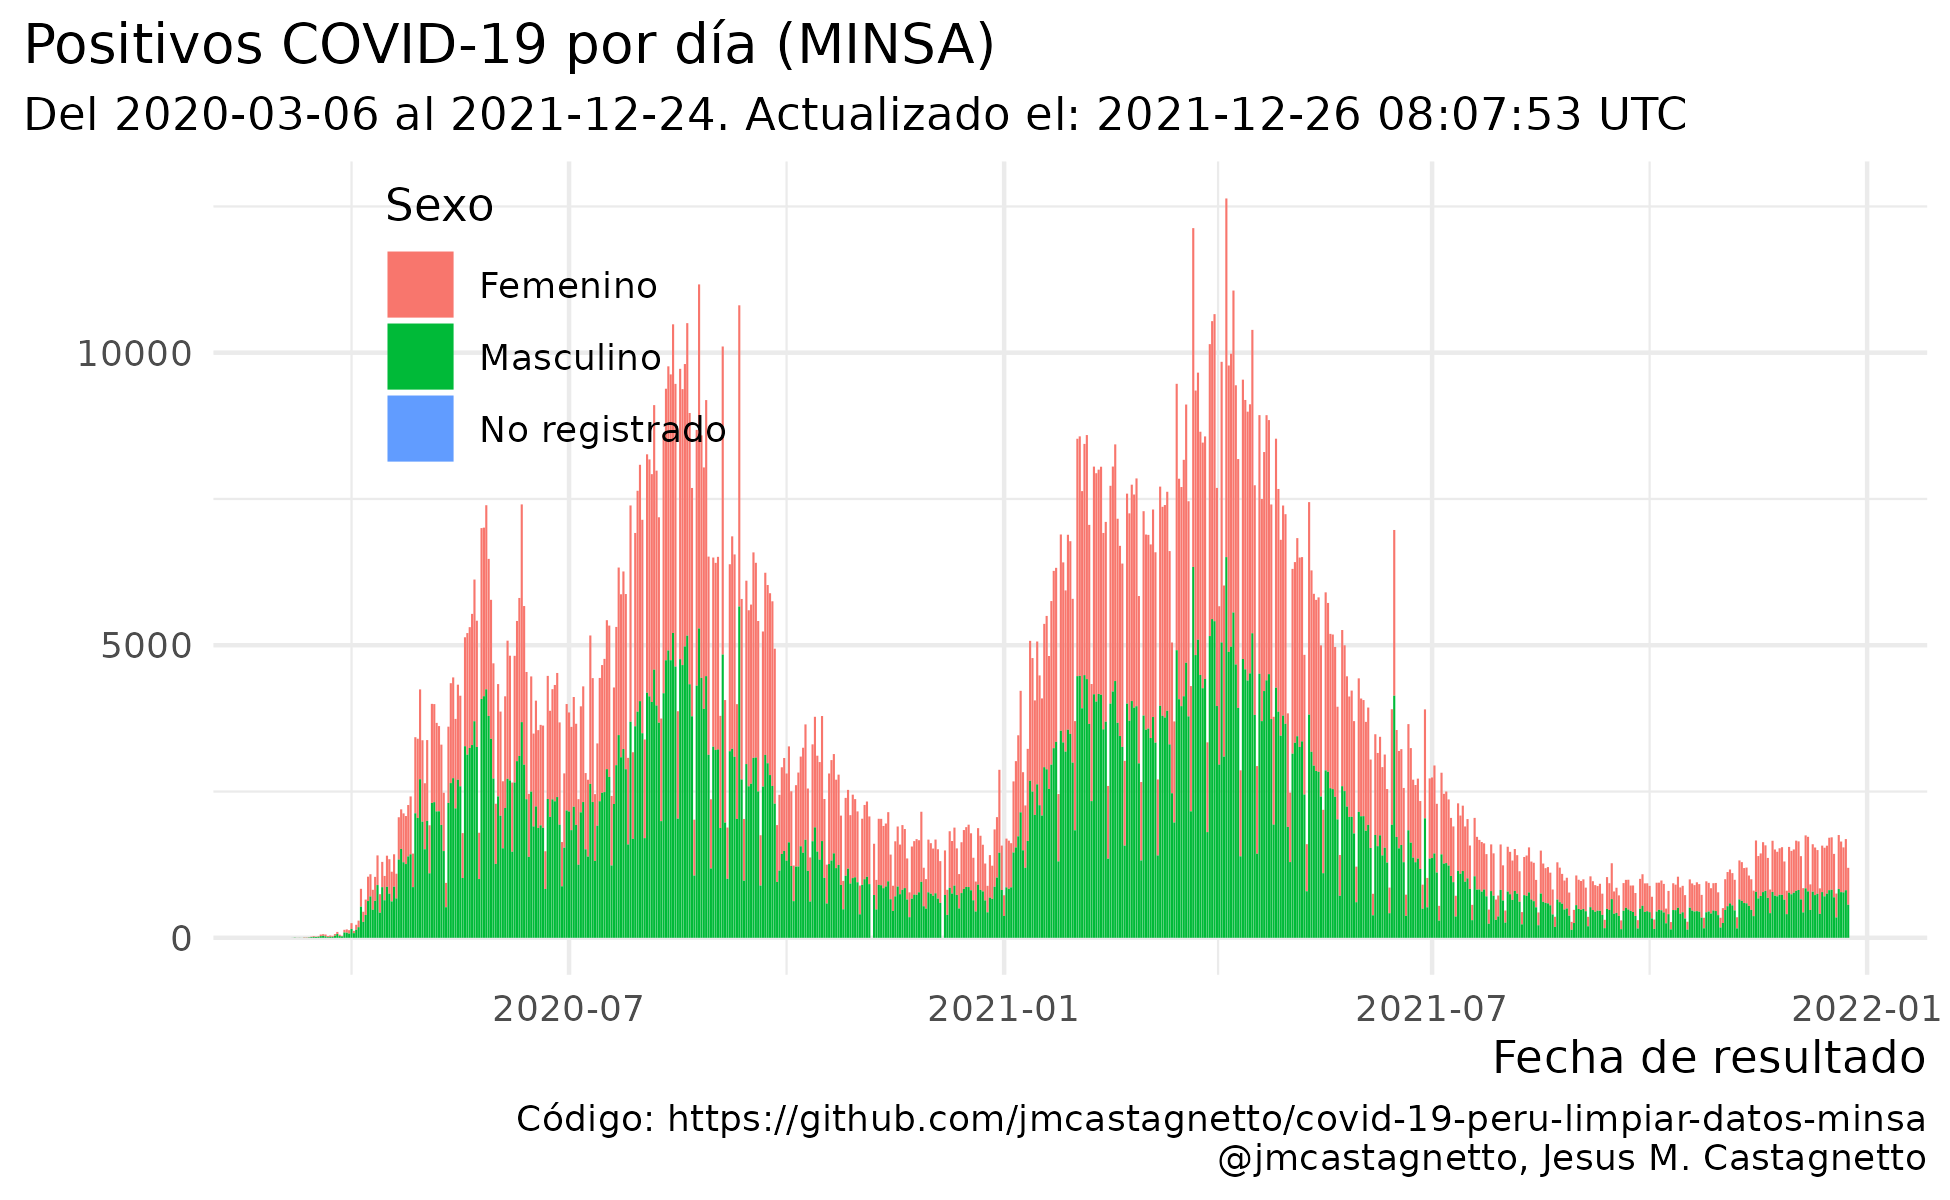 Positivos COVID-19 por día (MINSA)
Del 2020-03-06 al 2021-12-24. Actualizado el: 2021-12-26 08:07:53 UTC
Sexo
Femenino
Masculino
No registrado
10000
5000
0
2020-07 2021-01 2021-07 2022-01
Fecha de resultado
Código: https://github.com/jmcastagnetto/covid-19-peru-limpiar-datos-minsa
@jmcastagnetto, Jesus M. Castagnetto